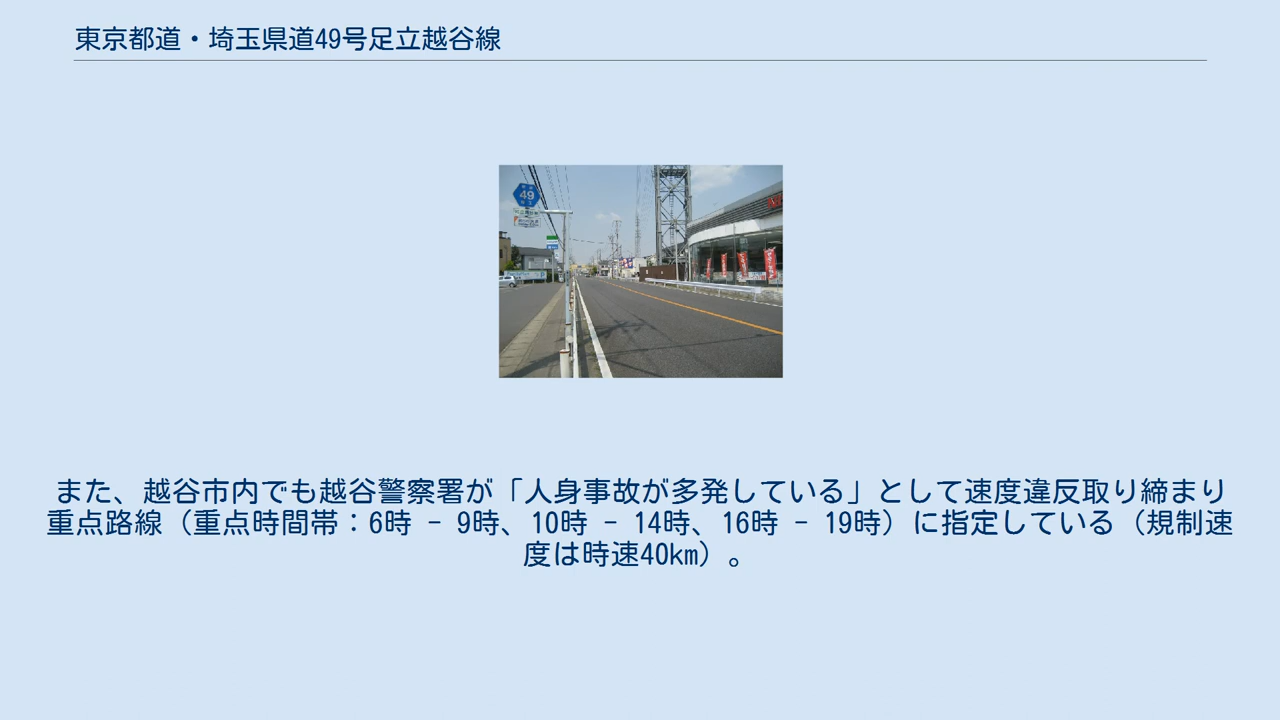 東京都道・埼玉県道49号足立越谷線
49
また、越谷市内でも越谷警察署が「人身事故が多発している」として速度違反取り締まり
重点路線（重点時間帯：6時 - 9時、10時 - 14時、16時 - 19時）に指定している（規制速
度は時速40km）。